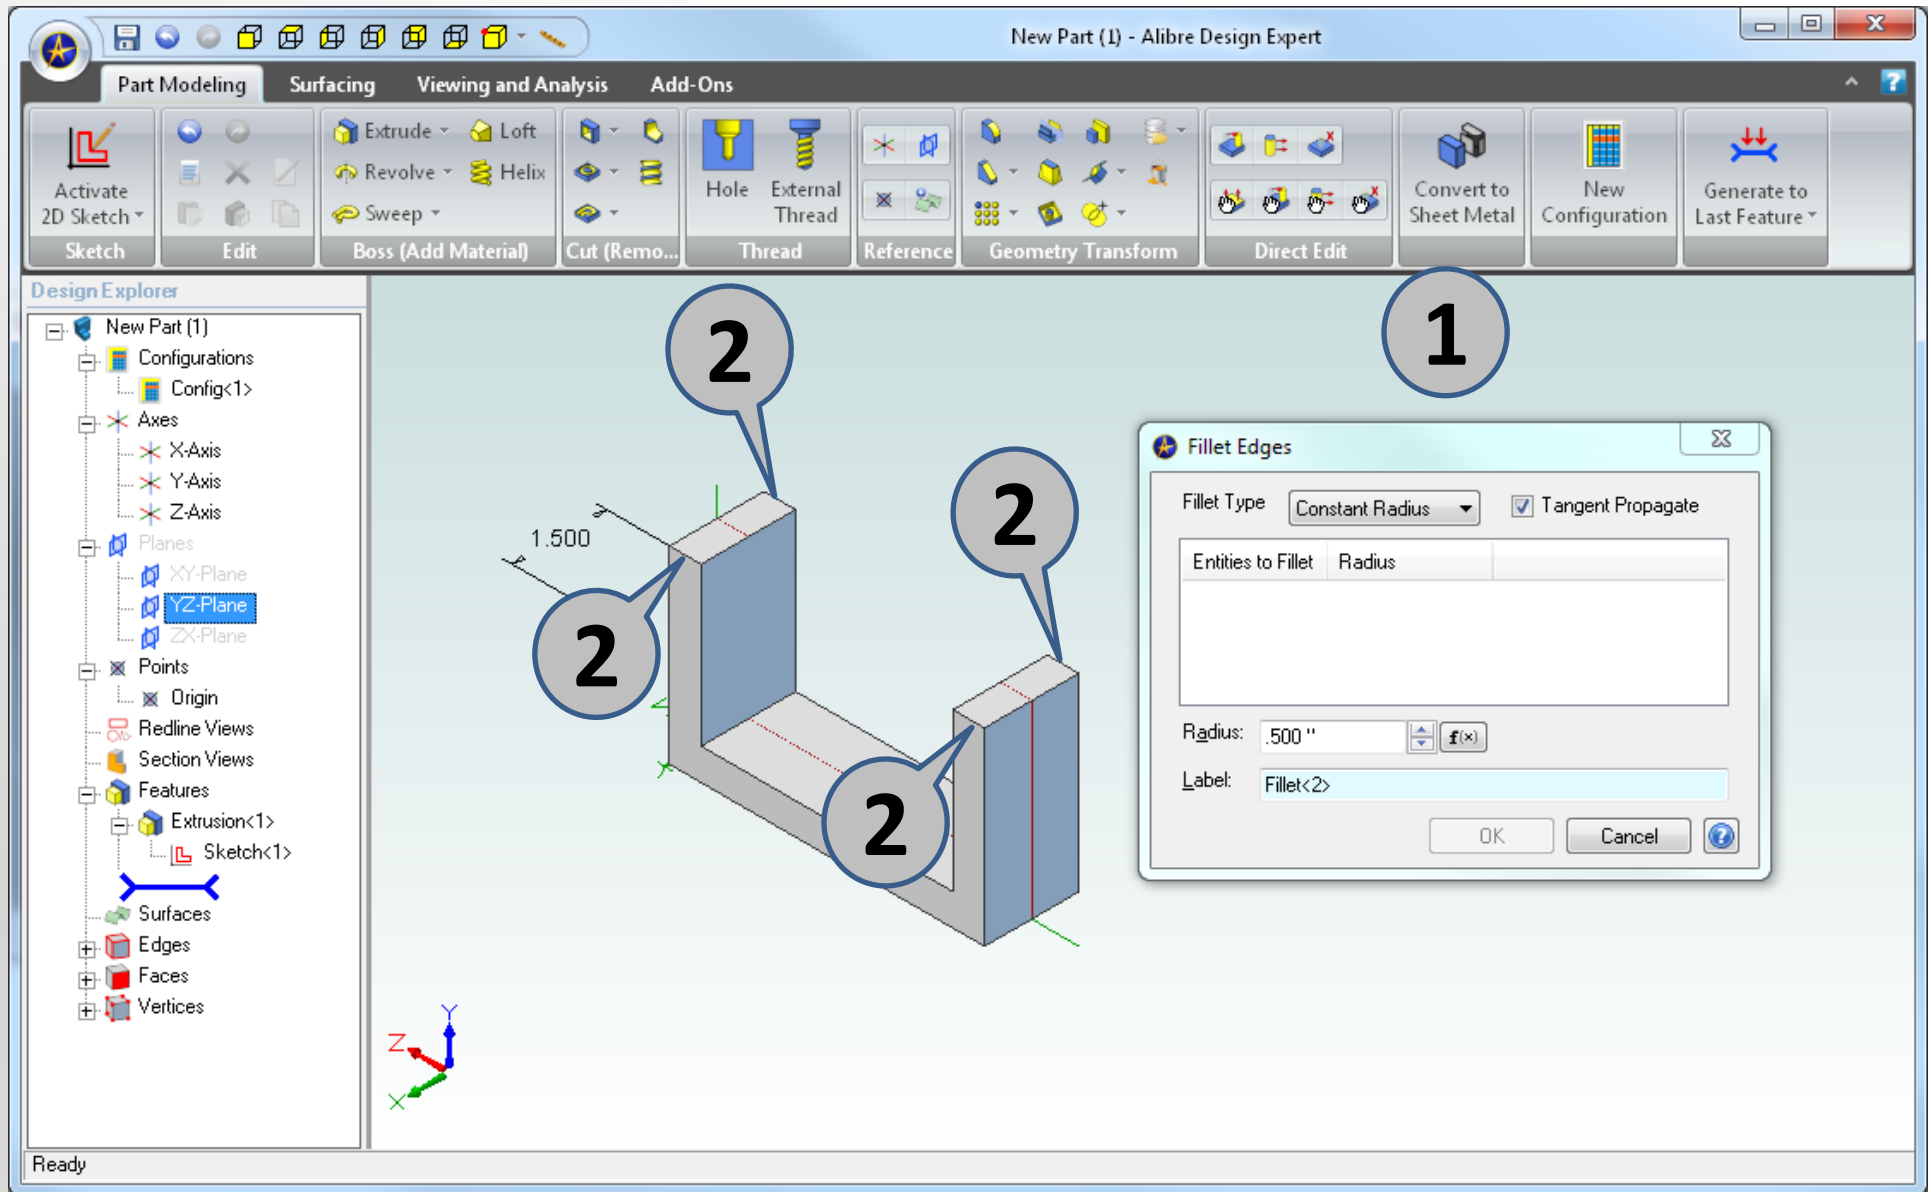 New Part (1) - Alibre Design Expert
Part Modeling Surfacing Viewing and Analysis Add-Ons
Activate
2D Sketch
Sketch
Edit
Extrude Loft
Revolve Helix
Sweep
Boss (Add Material)
Cut (Remo...
Hole
External
Thread
Thread
Reference
Geometry Transform
Direct Edit
Convert to
Sheet Metal
New
Configuration
Generate to
Last Feature
Design Explorer
New Part (1)
Configurations
Config<1>
Axes
X-Axis
Y-Axis
Z-Axis
Planes
XY-Plane
YZ-Plane
ZX-Plane
Points
Origin
Redline Views
Section Views
Features
Extrusion<1>
Sketch<1>
Surfaces
Edges
Faces
Vertices
1
2
2
2
2
1.500
Y
Z
X
Fillet Edges
Fillet Type Constant Radius Tangent Propagate
Entities to Fillet Radius
Radius: .500 " f(x)
Label: Fillet<2>
OK Cancel
Ready